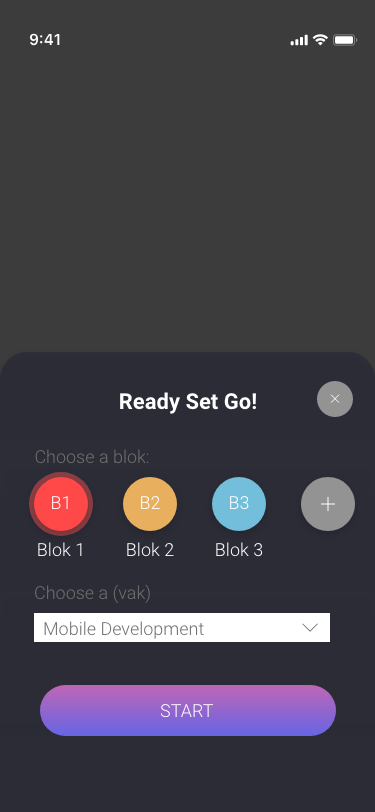 9:41
Ready Set Go!
Choose a blok:
B1 B2 B3
Blok 1 Blok 2 Blok 3
Choose a (vak)
Mobile Development
START